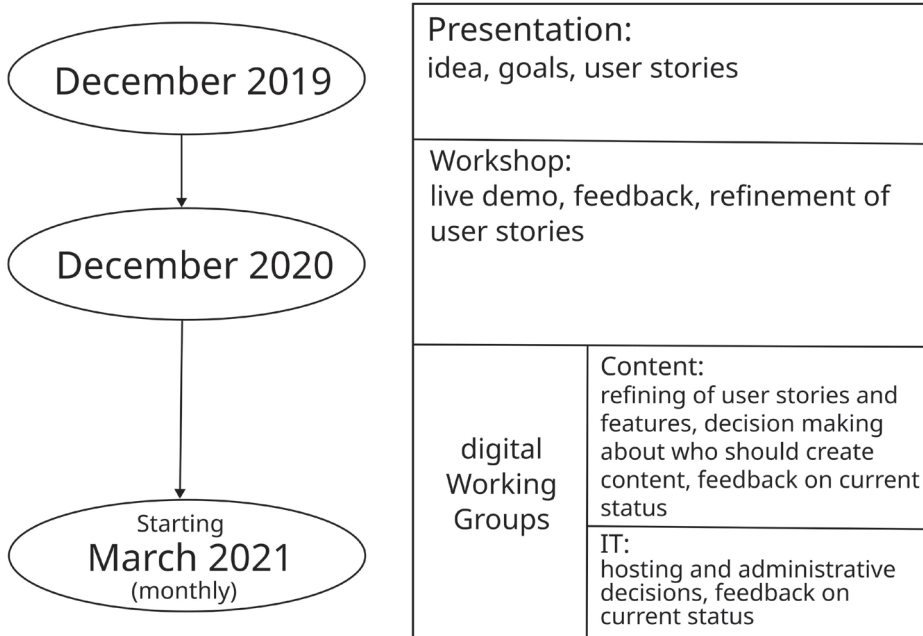 December 2019
Presentation:
idea, goals, user stories
December 2020
Workshop:
live demo, feedback, refinement of
user stories
Starting
March 2021
(monthly)
digital
Working
Groups
Content:
refining of user stories and
features, decision making
about who should create
content, feedback on current
status
IT:
hosting and administrative
decisions, feedback on
current status